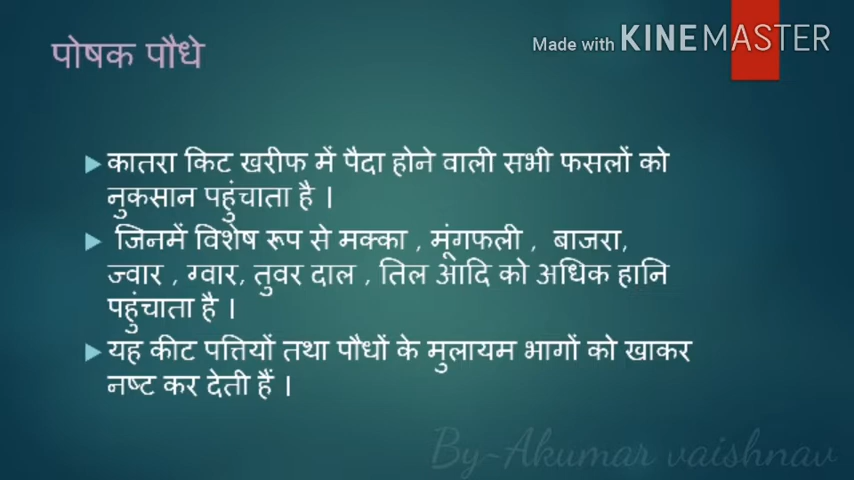 पोषक पौधे
Made with KINEMASTER
कातरा किट खरीफ में पैदा होने वाली सभी फसलों को
नुकसान पहुंचाता है ।
जिनमें विशेष रूप से मक्का , मूंगफली , बाजरा,
ज्वार , ग्वार, तुवर दाल , तिल आदि को अधिक हानि
पहुंचाता है ।
यह कीट पत्तियों तथा पौधों के मुलायम भागों को खाकर
नष्ट कर देती हैं ।
By-Akumar vaishnav